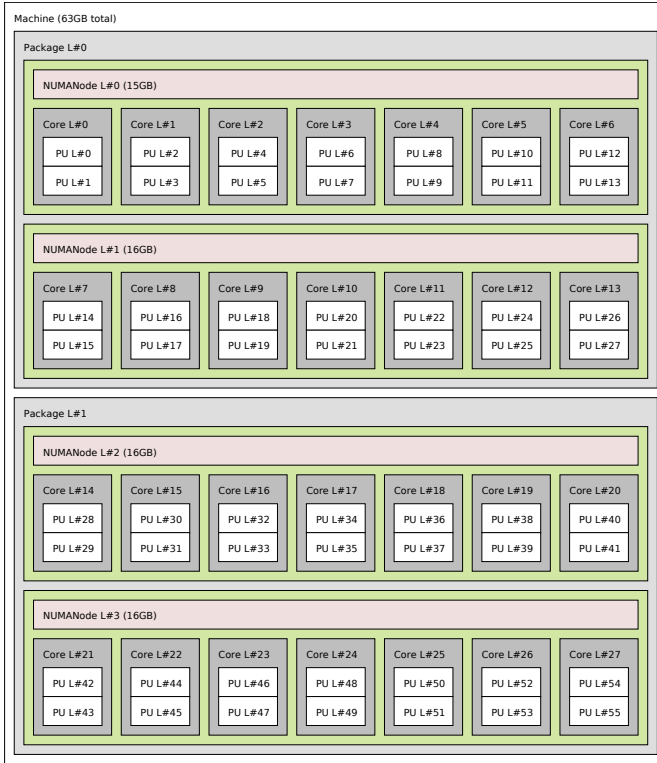 Machine (63GB total)
Package L#0
NUMANode L#0 (15GB)
Core L#0 Core L#1 Core L#2 Core L#3 Core L#4 Core L#5 Core L#6
PU L#0 PU L#2 PU L#4 PU L#6 PU L#8 PU L#10 PU L#12
PU L#1 PU L#3 PU L#5 PU L#7 PU L#9 PU L#11 PU L#13
NUMANode L#1 (16GB)
Core L#7 Core L#8 Core L#9 Core L#10 Core L#11 Core L#12 Core L#13
PU L#14 PU L#16 PU L#18 PU L#20 PU L#22 PU L#24 PU L#26
PU L#15 PU L#17 PU L#19 PU L#21 PU L#23 PU L#25 PU L#27
Package L#1
NUMANode L#2 (16GB)
Core L#14 Core L#15 Core L#16 Core L#17 Core L#18 Core L#19 Core L#20
PU L#28 PU L#30 PU L#32 PU L#34 PU L#36 PU L#38 PU L#40
PU L#29 PU L#31 PU L#33 PU L#35 PU L#37 PU L#39 PU L#41
NUMANode L#3 (16GB)
Core L#21 Core L#22 Core L#23 Core L#24 Core L#25 Core L#26 Core L#27
PU L#42 PU L#44 PU L#46 PU L#48 PU L#50 PU L#52 PU L#54
PU L#43 PU L#45 PU L#47 PU L#49 PU L#51 PU L#53 PU L#55